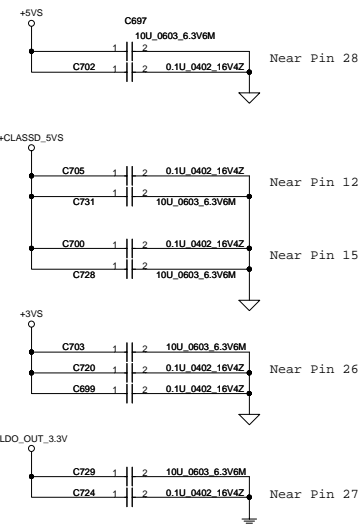 +5VS
C697
10U_0603_6.3V6M
1 2
C702 1 2 0.1U_0402_16V4Z
Near Pin 28
+CLASSD_5VS
C705 1 2 0.1U_0402_16V4Z
Near Pin 12
C731 1 2 10U_0603_6.3V6M
C700 1 2 0.1U_0402_16V4Z
Near Pin 15
C728 1 2 10U_0603_6.3V6M
+3VS
C703 1 2 10U_0603_6.3V6M
C720 1 2 0.1U_0402_16V4Z
Near Pin 26
C699 1 2 0.1U_0402_16V4Z
LDO_OUT_3.3V
C729 1 2 10U_0603_6.3V6M
C724 1 2 0.1U_0402_16V4Z
Near Pin 27